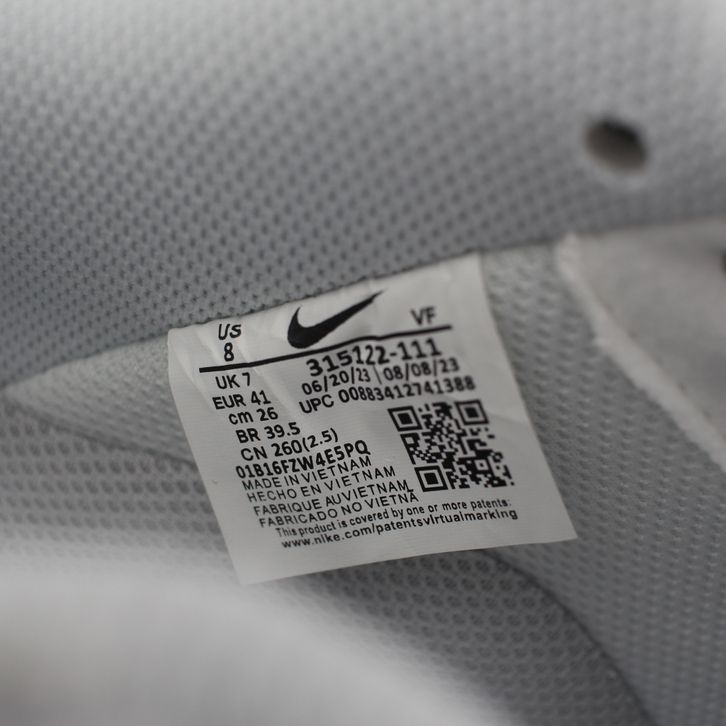 US VF
8
UK 7 315122-111
EUR 41 06/20/23 | 08/08/23
cm 26 UPC 00883412741388
BR 39.5
CN 260(2.5)
01B16FZW4E5PQ
MADE IN VIETNAM
HECHO EN VIETNAM
FABRIQUE AU VIETNAM
FABRICADO NO VIETNA
This product is covered by one or more patents:
www.nike.com/patentsvirtualmarking